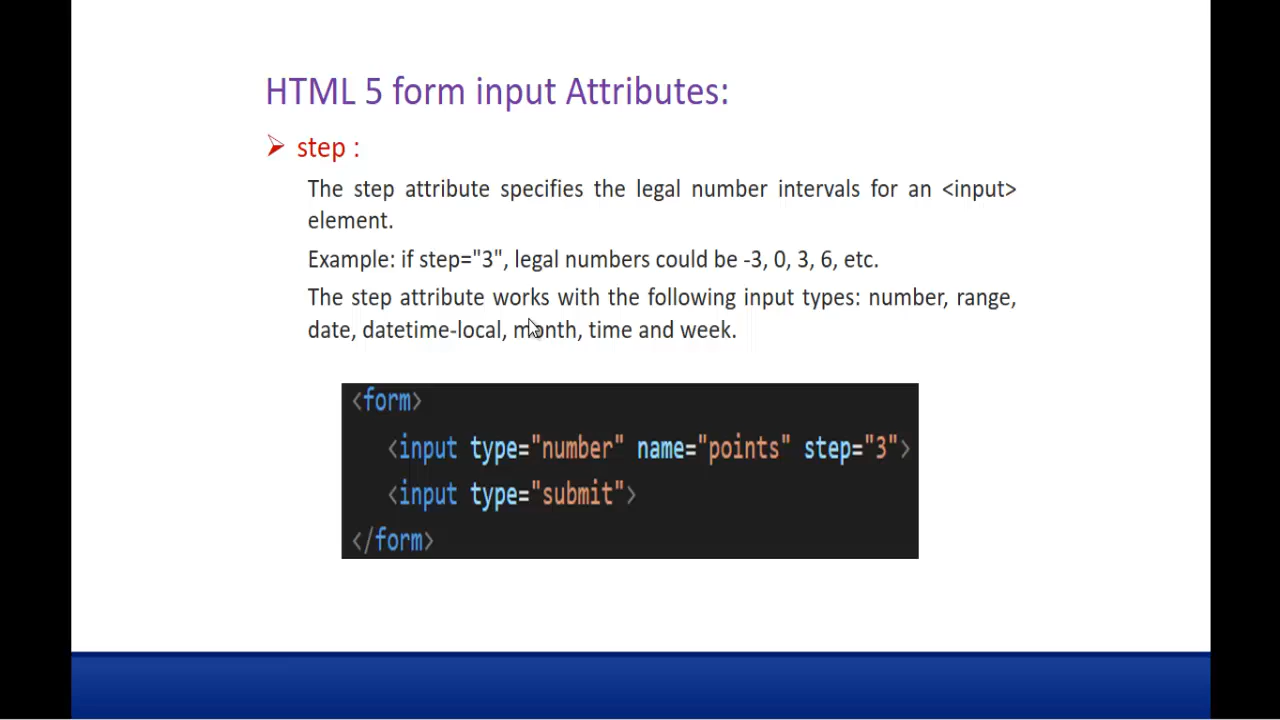 HTML 5 form input Attributes:
step :
The step attribute specifies the legal number intervals for an <input>
element.
Example: if step="3", legal numbers could be -3, 0, 3, 6, etc.
The step attribute works with the following input types: number, range,
date, datetime-local, month, time and week.
<form>
<input type="number" name="points" step="3">
<input type="submit">
</form>